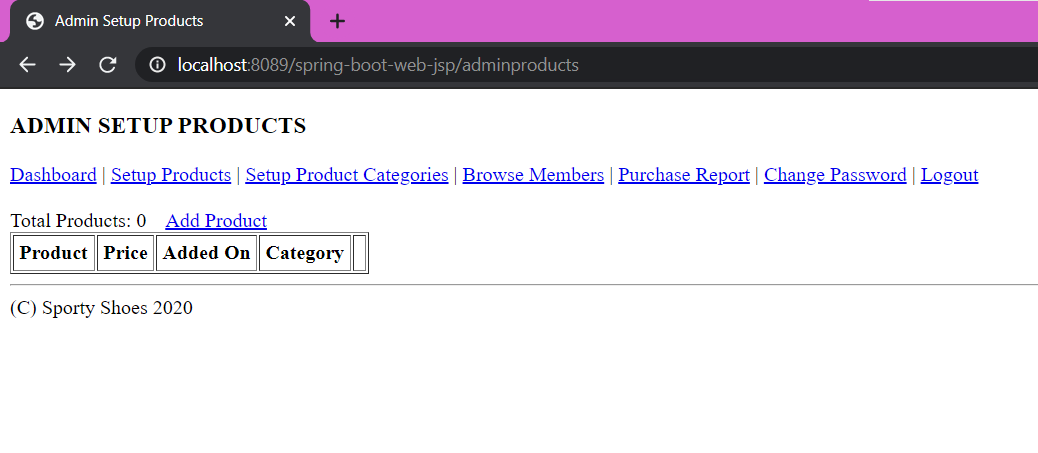 Admin Setup Products
localhost:8089/spring-boot-web-jsp/adminproducts
ADMIN SETUP PRODUCTS
Dashboard | Setup Products | Setup Product Categories | Browse Members | Purchase Report | Change Password | Logout
Total Products: 0 Add Product
Product Price Added On Category
(C) Sporty Shoes 2020